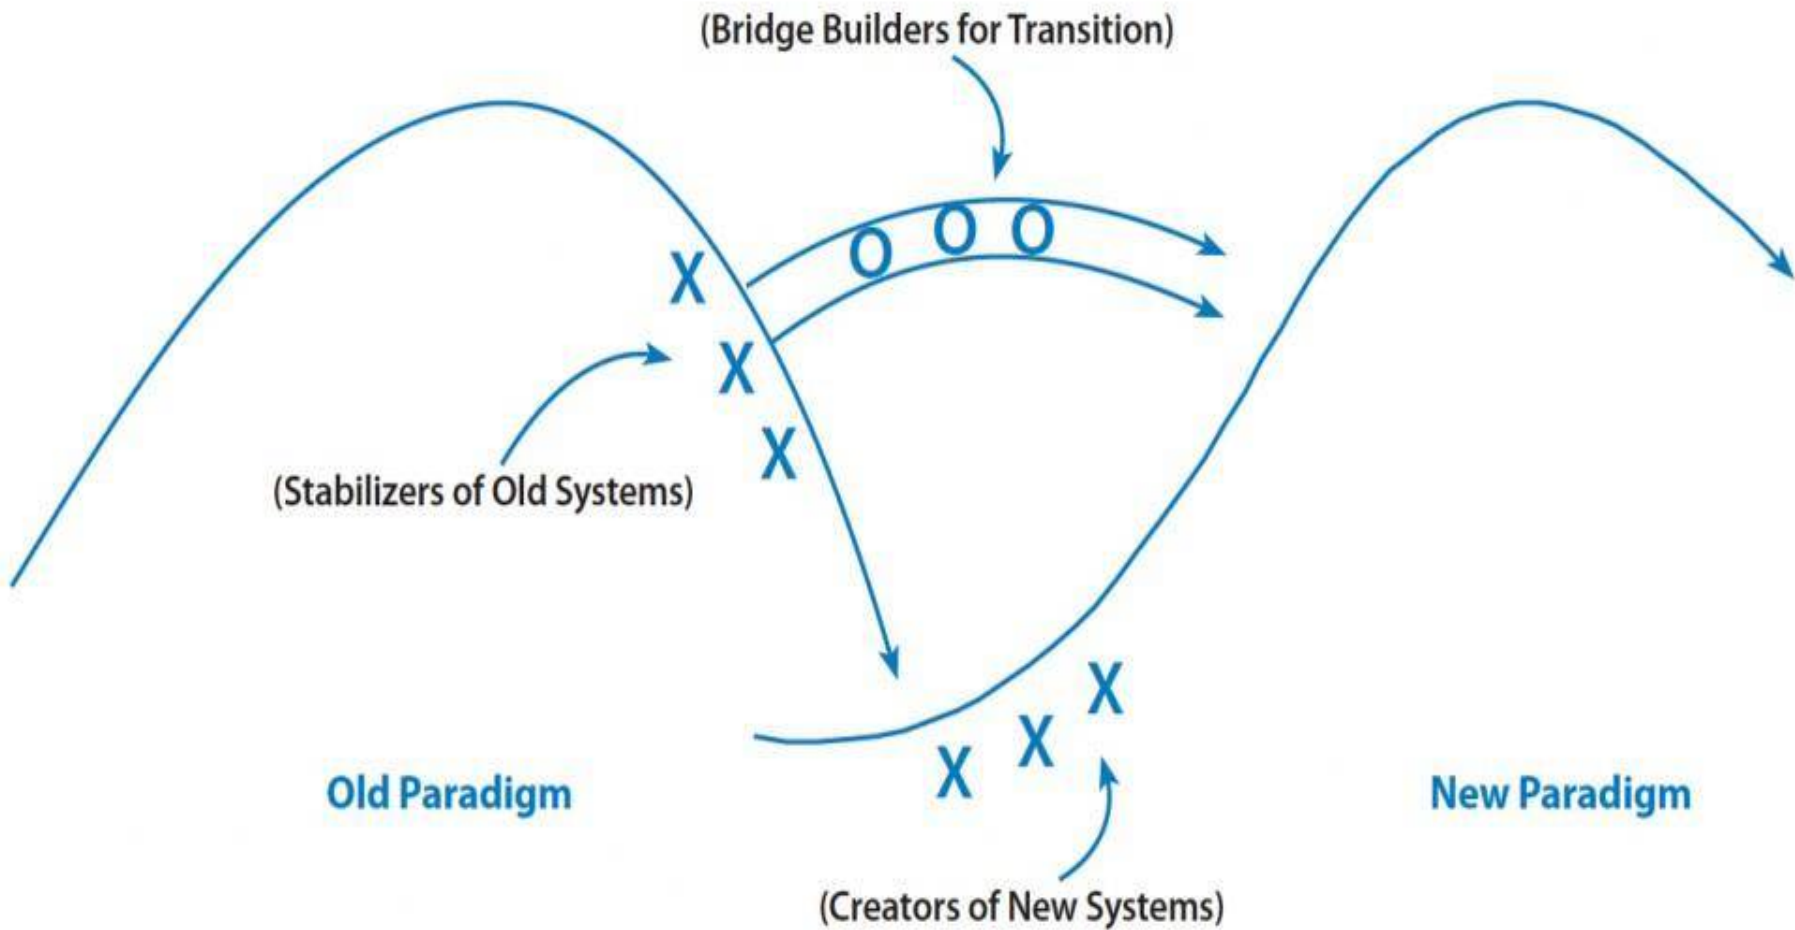 (Bridge Builders for Transition)
X
O O O
X
X
(Stabilizers of Old Systems)
X
X
X
Old Paradigm
New Paradigm
(Creators of New Systems)